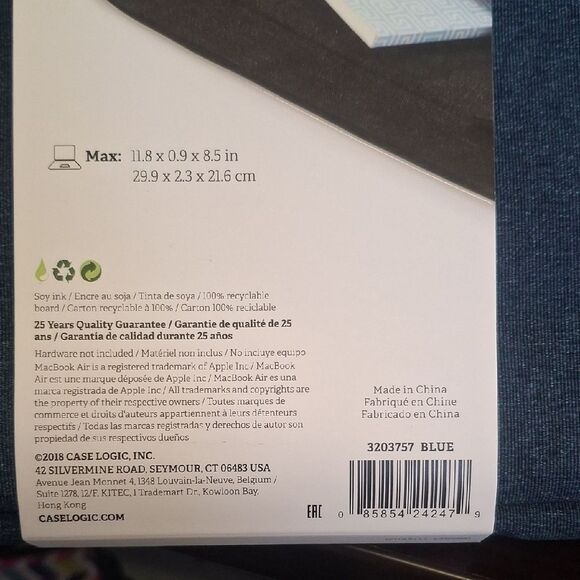 Max: 11.8 x 0.9 x 8.5 in
29.9 x 2.3 x 21.6 cm
Soy ink / Encre au soja / Tinta de soya / 100% recyclable
board / Carton recyclable à 100% / Carton 100% reciclable
25 Years Quality Guarantee / Garantie de qualité de 25
ans / Garantía de calidad durante 25 años
Hardware not included / Matériel non inclus / No incluye equipo
MacBook Air is a registered trademark of Apple Inc / MacBook
Air est une marque déposée de Apple Inc / MacBook Air es una
marca registrada de Apple Inc / All trademarks and copyrights are
the property of their respective owners / Toutes marques de
commerce et droits d'auteurs appartiennent à leurs détenteurs
respectifs / Todas las marcas registradas y derechos de autor son
propiedad de sus respectivos dueños
©2018 CASE LOGIC, INC.
42 SILVERMINE ROAD, SEYMOUR, CT 06483 USA
Avenue Jean Monnet 4, 1348 Louvain-la-Neuve, Belgium /
Suite 1278, 12/F, KITEC, 1 Trademart Dr., Kowloon Bay,
Hong Kong
CASELOGIC.COM
Made in China
Fabriqué en Chine
Fabricado en China
3203757 BLUE
EAC
0 85854 24247 9